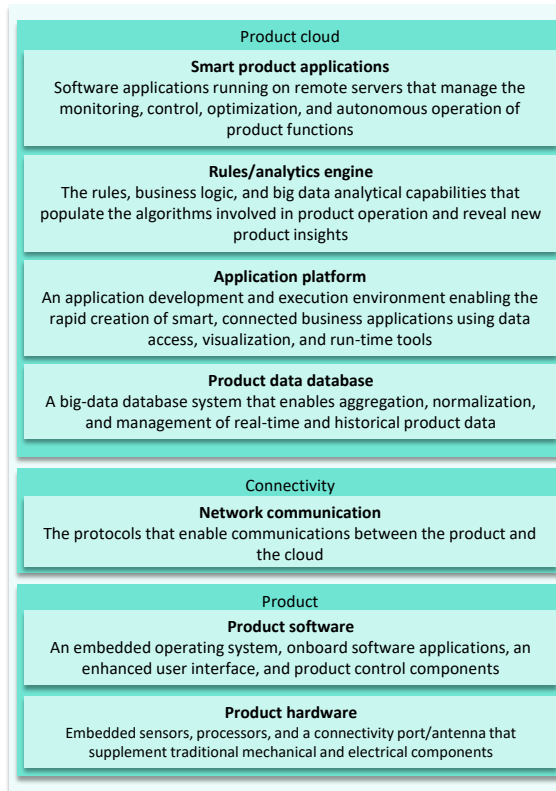 Product cloud
Smart product applications
Software applications running on remote servers that manage the
monitoring, control, optimization, and autonomous operation of
product functions
Rules/analytics engine
The rules, business logic, and big data analytical capabilities that
populate the algorithms involved in product operation and reveal new
product insights
Application platform
An application development and execution environment enabling the
rapid creation of smart, connected business applications using data
access, visualization, and run-time tools
Product data database
A big-data database system that enables aggregation, normalization,
and management of real-time and historical product data
Connectivity
Network communication
The protocols that enable communications between the product and
the cloud
Product
Product software
An embedded operating system, onboard software applications, an
enhanced user interface, and product control components
Product hardware
Embedded sensors, processors, and a connectivity port/antenna that
supplement traditional mechanical and electrical components